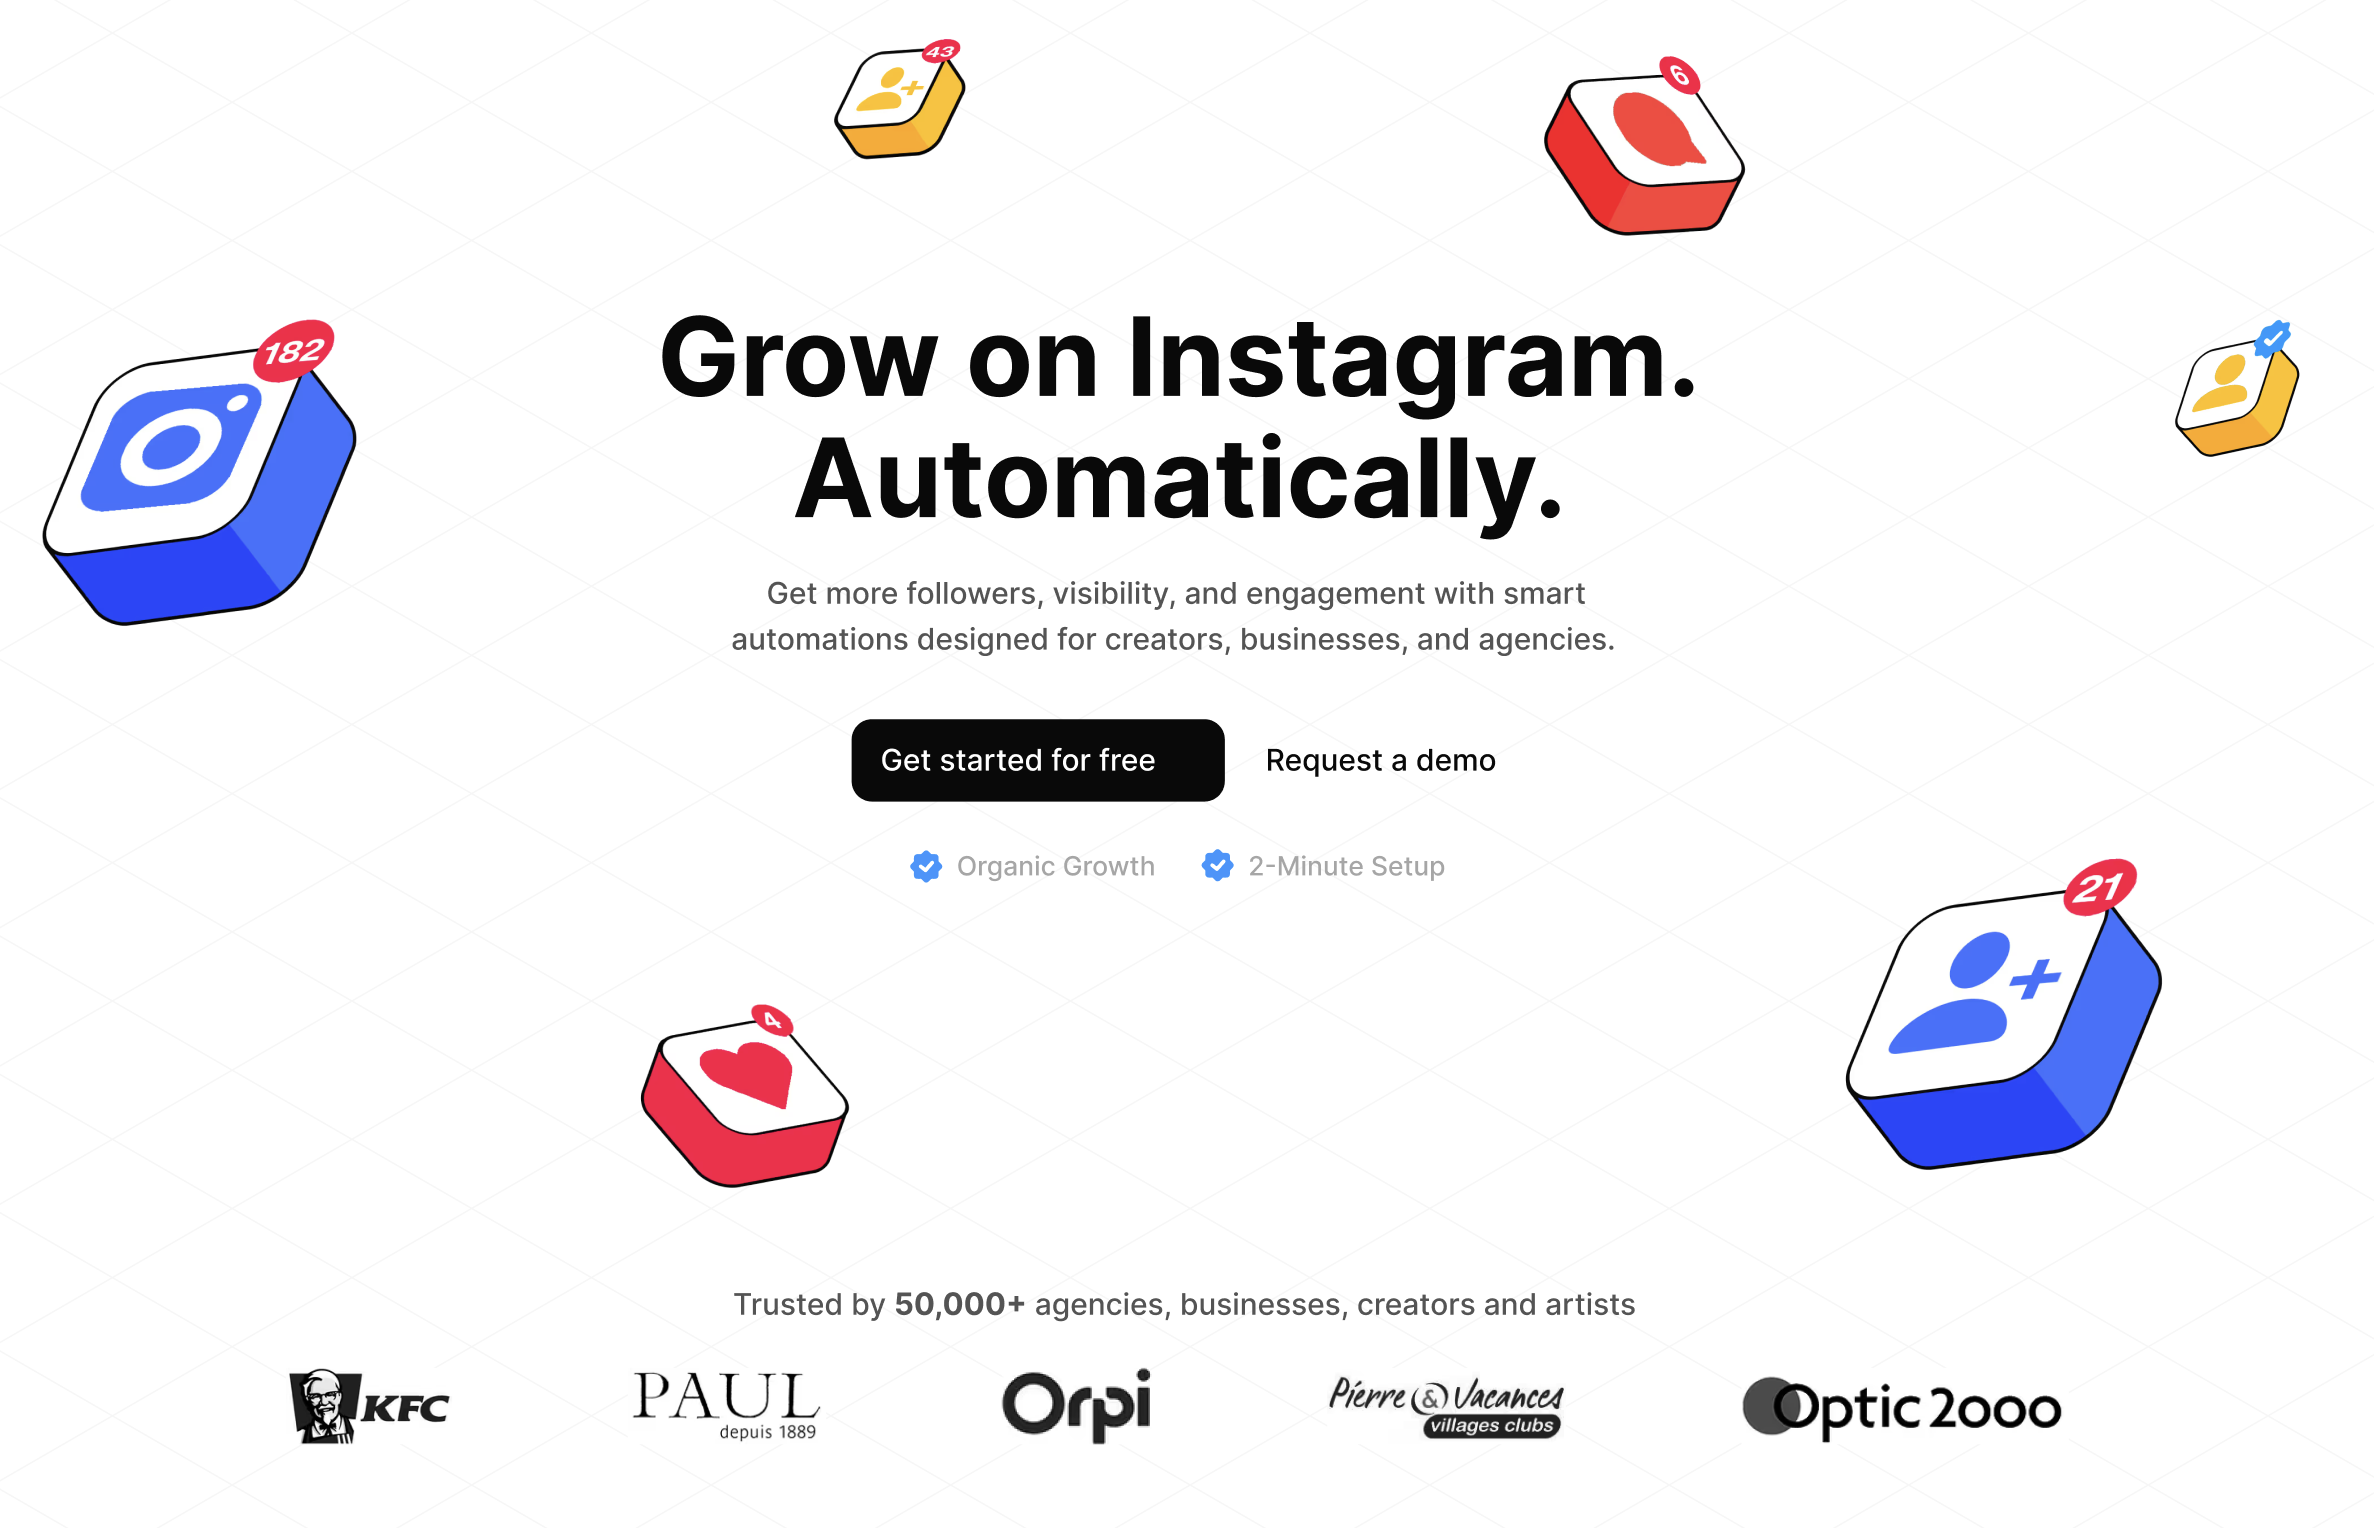 43
6
182
Grow on Instagram.
Automatically.
Get more followers, visibility, and engagement with smart
automations designed for creators, businesses, and agencies.
Get started for free
Request a demo
Organic Growth
2-Minute Setup
21
4
Trusted by 50,000+ agencies, businesses, creators and artists
KFC
PAUL
depuis 1889
Orpi
Pierre & Vacances
villages clubs
Optic 2000